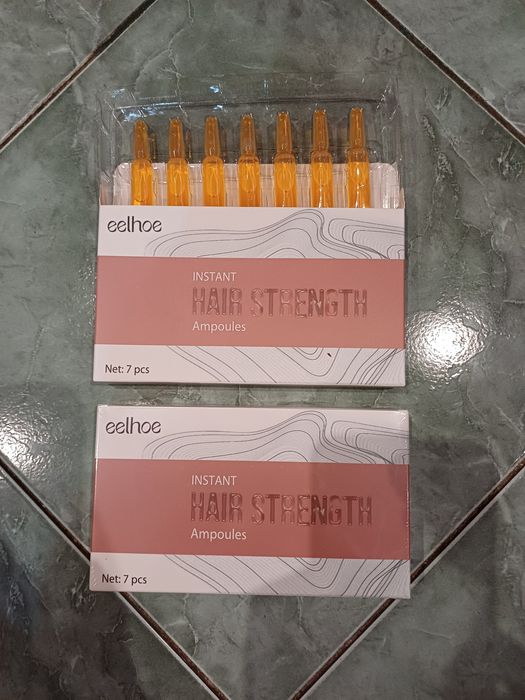 eelhoe
INSTANT
HAIR STRENGTH
Ampoules
Net: 7 pcs
eelhoe
INSTANT
HAIR STRENGTH
Ampoules
Net: 7 pcs